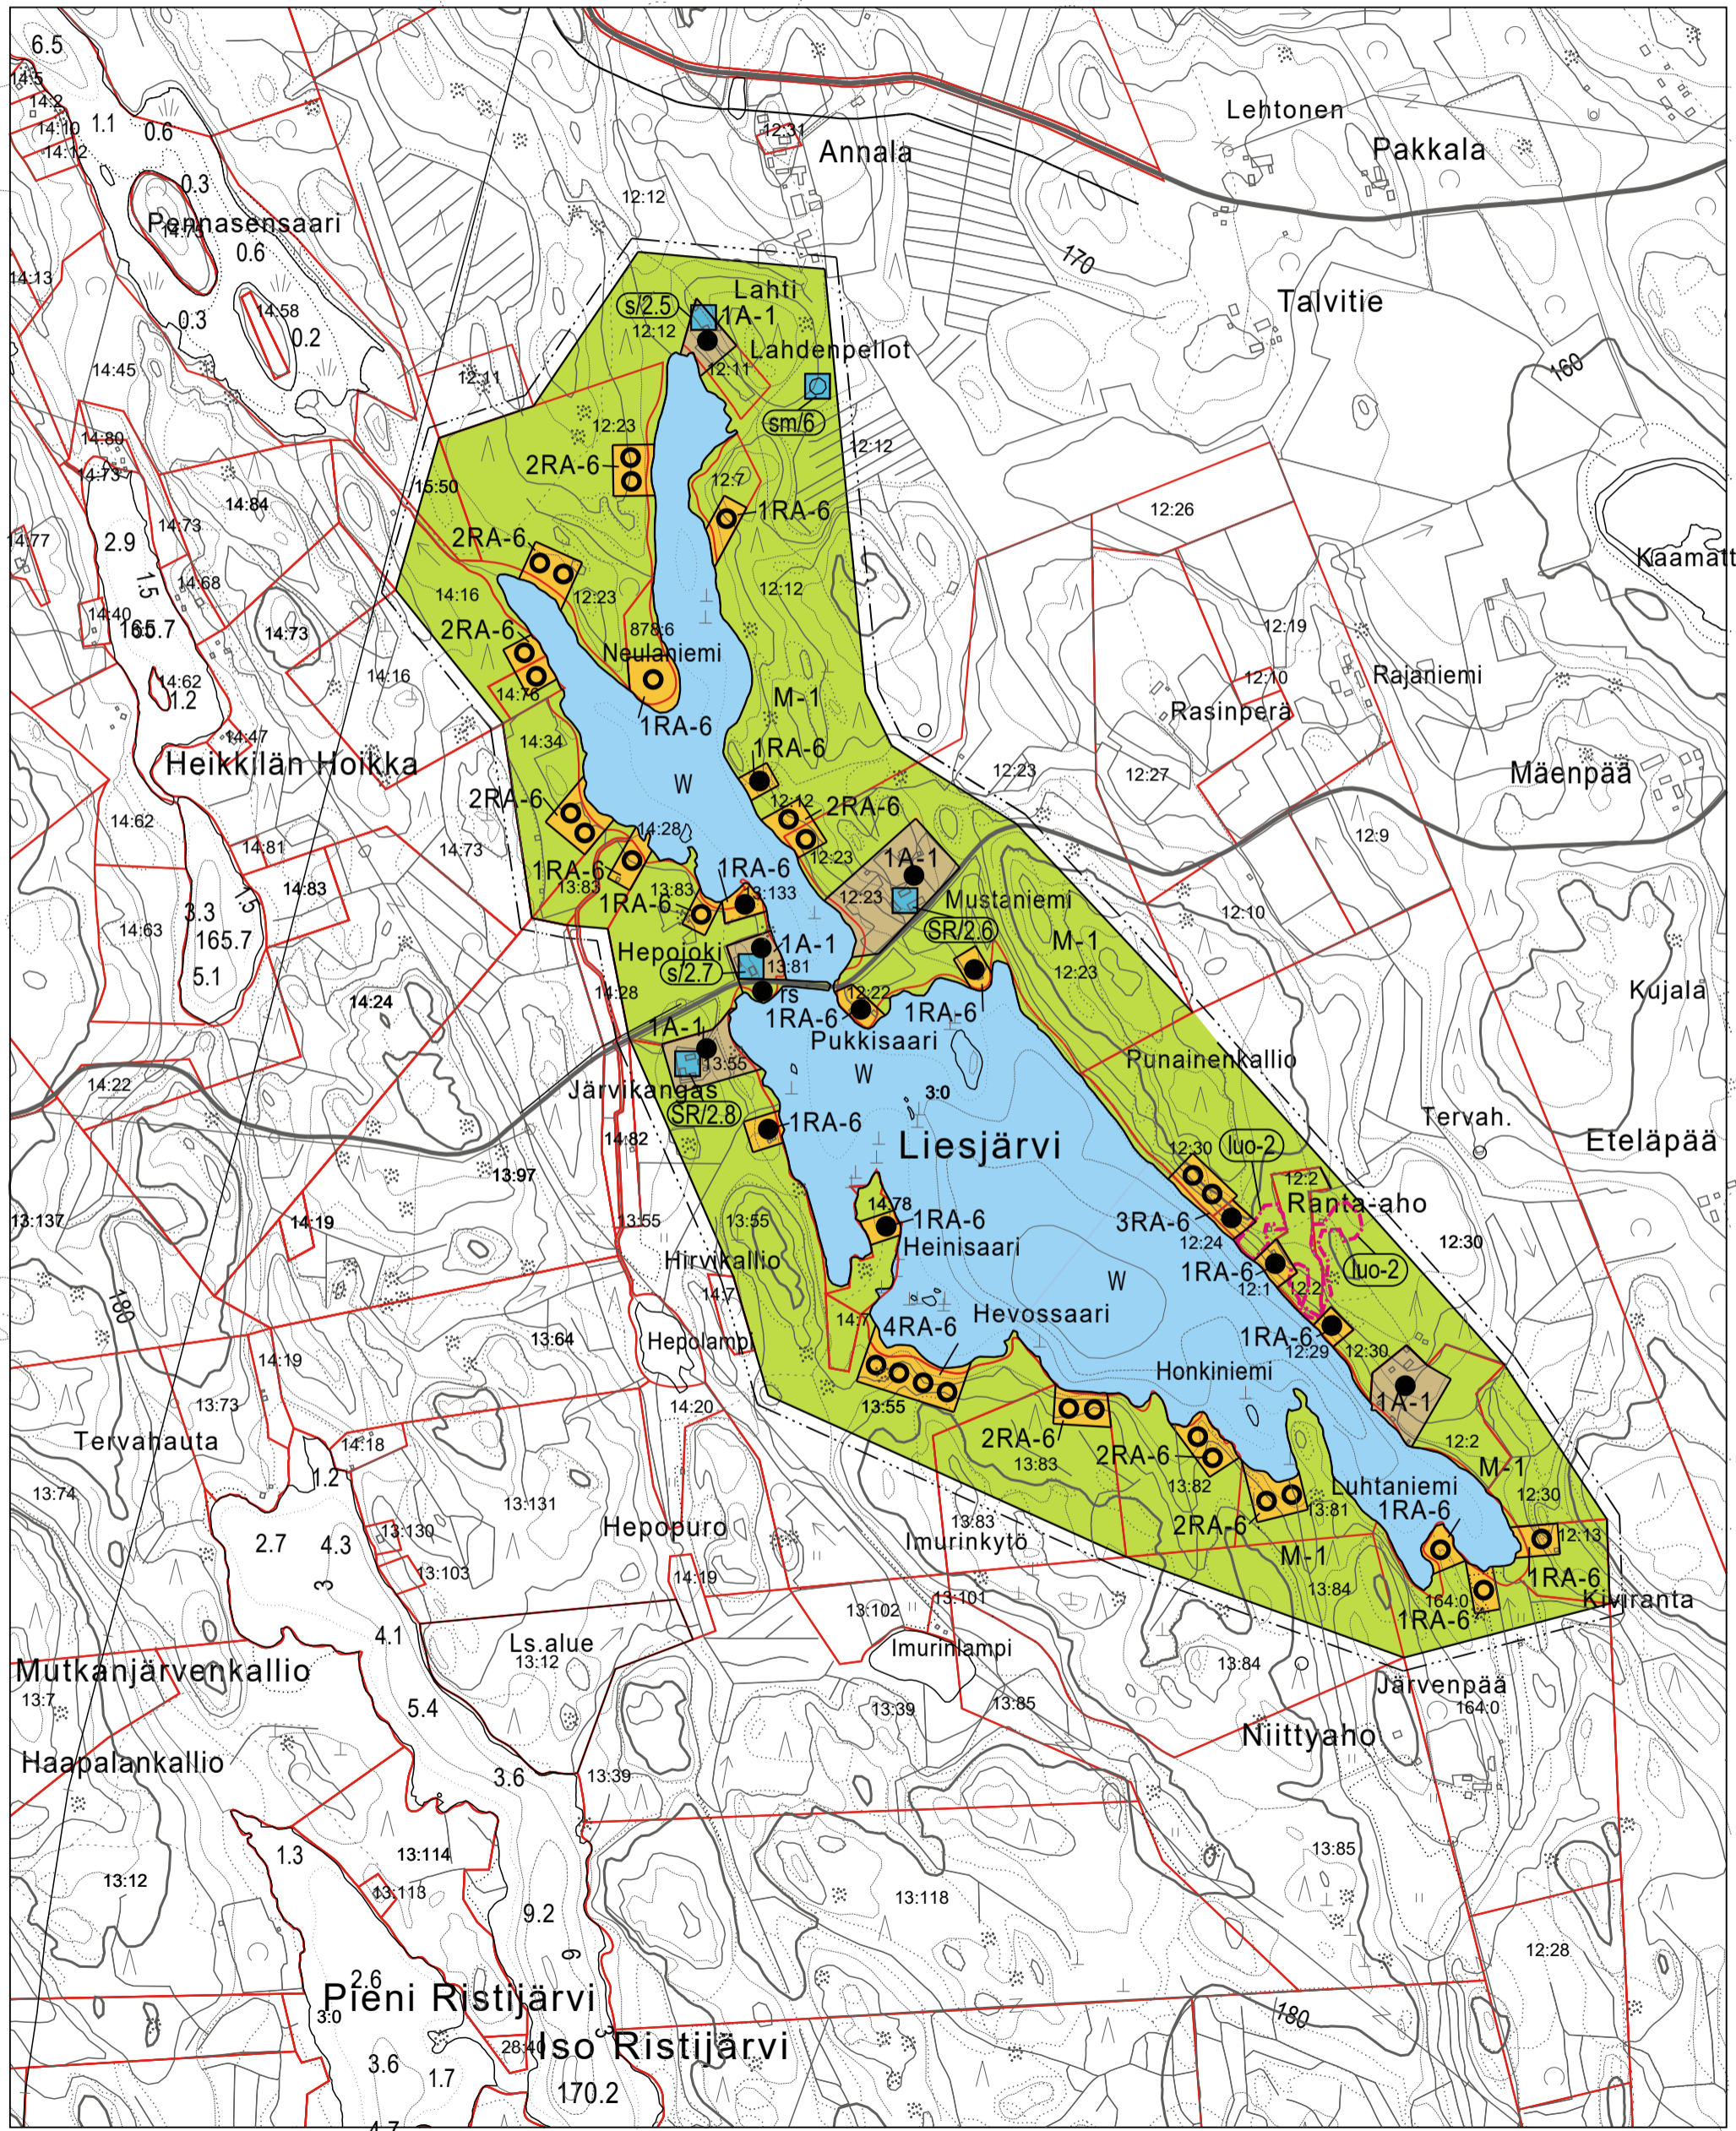 6.5
14:5
14:2
14:10
14:12
1.1
0.6
0.3
Pennasensaari
14:75
0.6
14:13
0.3
14:58
0.2
14:45
12:11
12:12
12:31
Annala
Lehtonen
Pakkala
170
Talvitie
160
Lahti
s/2.5
1A-1
12:12
Lahdenpellot
12:11
sm/6
12:12
12:23
2RA-6
12:7
1RA-6
15:50
14:80
14:73
14:84
14:73
14:77
2.9
1.5
14:68
14:40
165.7
14:73
14:62
1.2
14:16
14:47
Heikkilän Hoikka
2RA-6
12:23
14:16
2RA-6
878:6
Neulaniemi
14:76
1RA-6
12:12
M-1
12:26
Kaamatt
12:19
12:10
Rajaniemi
Rasinperä
12:23
12:27
Mäenpää
12:9
14:34
1RA-6
W
2RA-6
12:12
2RA-6
14:28
12:23
14:62
14:81
14:73
14:83
1RA-6
13:83
13:83
1RA-6
1RA-6
13:133
1A-1
12:23
Mustaniemi
SR/2.6
M-1
12:23
12:10
1.5
14:63
3.3
165.7
5.1
Hepojoki
1A-1
s/2.7
13:81
rs
14:24
14:28
12:22
1RA-6
1RA-6
Pukkisaari
Kujala
1A-1
13:55
Järvikangas
SR/2.8
W
3:0
Punainenkallio
14:22
14:82
1RA-6
Liesjärvi
Tervah.
Eteläpää
13:97
12:30
luo-2
12:2
Ranta-aho
13:137
14:19
13:55
13:55
14:78
1RA-6
Heinisaari
3RA-6
12:24
12:30
Hirvikallio
1RA-6
12:1
12:2
luo-2
W
180
14:7
Hevossaari
14:7
4RA-6
13:64
Hepolampi
1RA-6
12:29
12:30
14:19
Honkiniemi
1A-1
13:73
14:20
13:55
2RA-6
13:83
2RA-6
12:2
M-1
Tervahauta
14:18
1.2
13:74
13:131
Hepopuro
13:82
Luhtaniemi
1RA-6
12:30
13:81
2.7
4.3
13:130
13:83
Imurinkytö
2RA-6
M-1
12:13
3
13:103
14:19
13:84
1RA-6
164:0
1RA-6
Kiviranta
13:102
13:101
4.1
Ls.alue
13:12
Imurinlampi
13:84
Mutkanjärvenkallio
13:7
Järvenpää
164:0
5.4
13:39
13:85
Niittyaho
Haapalankallio
3.6
13:39
1.3
13:114
13:85
13:12
13:113
13:118
9.2
6
12:28
2.6
Pieni Ristijärvi
3:0
3
180
28:40
Iso Ristijärvi
3.6
1.7
170.2
4.7